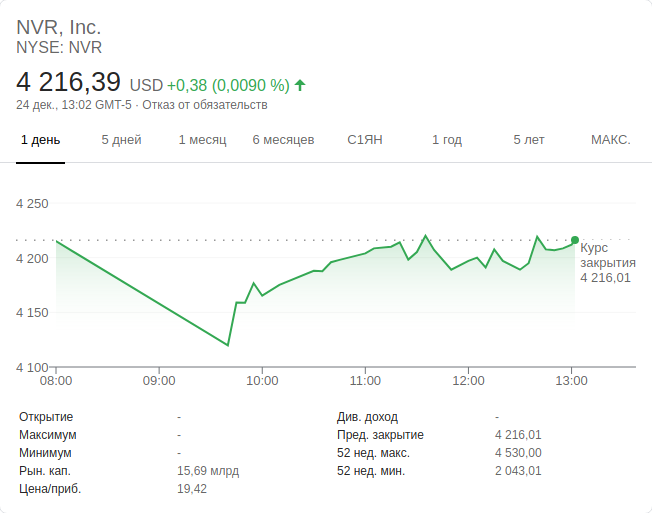 NVR, Inc.
NYSE: NVR
4 216,39 USD +0,38 (0,0090 %)
24 дек., 13:02 GMT-5 · Отказ от обязательств
1 день 5 дней 1 месяц 6 месяцев С1ЯН 1 год 5 лет МАКС.
4 250
4 200
4 150
4 100
Курс
закрытия
4 216,01
08:00 09:00 10:00 11:00 12:00 13:00
Открытие - Див. доход -
Максимум - Пред. закрытие 4 216,01
Минимум - 52 нед. макс. 4 530,00
Рын. кап. 15,69 млрд 52 нед. мин. 2 043,01
Цена/приб. 19,42